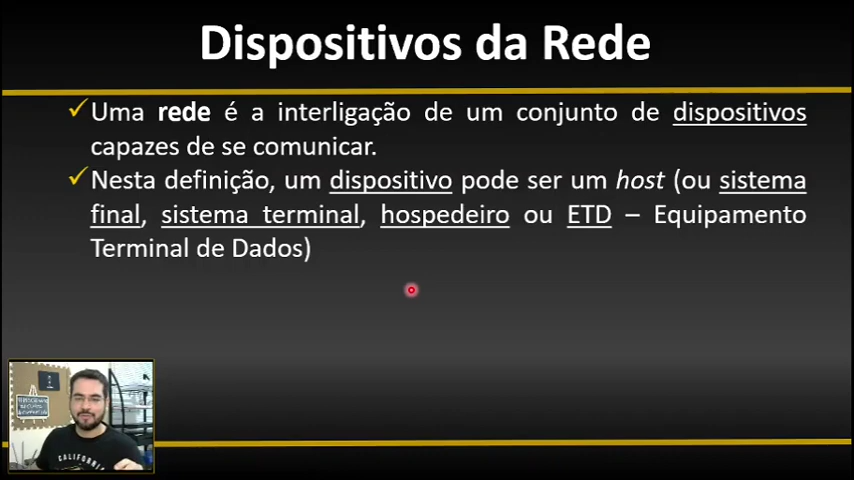 Dispositivos da Rede
Uma rede é a interligação de um conjunto de dispositivos
capazes de se comunicar.
Nesta definição, um dispositivo pode ser um host (ou sistema
final, sistema terminal, hospedeiro ou ETD – Equipamento
Terminal de Dados)
CALIFORNIA